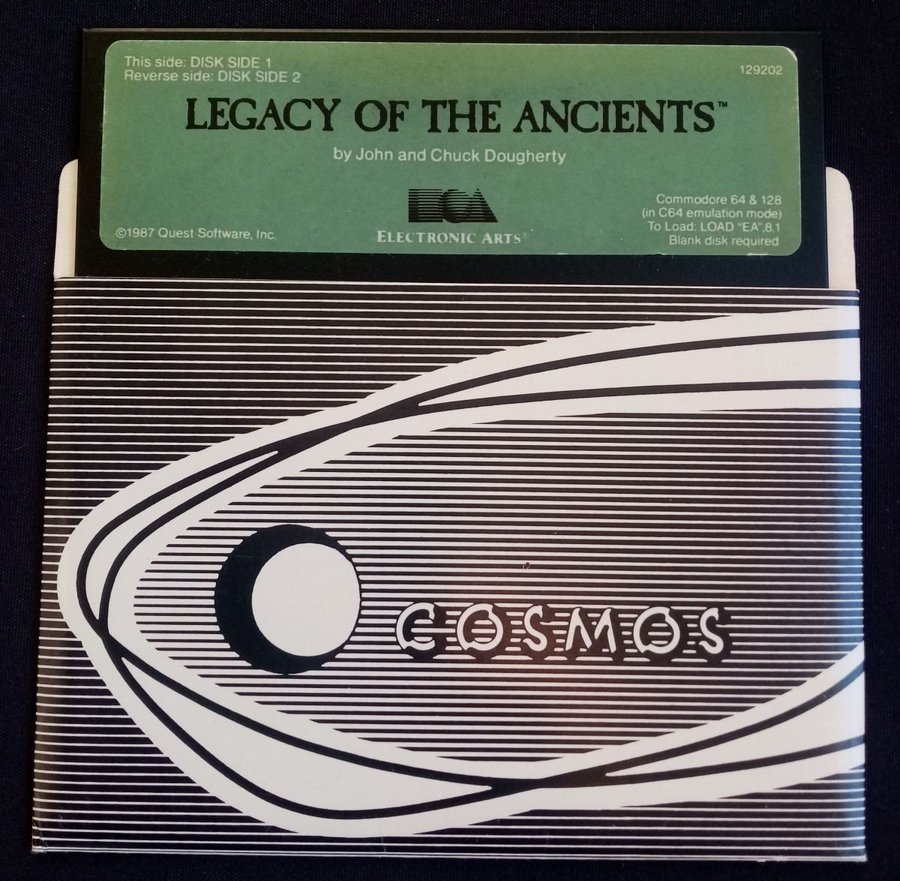 This side: DISK SIDE 1
Reverse side: DISK SIDE 2
129202
LEGACY OF THE ANCIENTS™
by John and Chuck Dougherty
©1987 Quest Software, Inc.
ELECTRONIC ARTS®
Commodore 64 & 128
(in C64 emulation mode)
To Load: LOAD "EA",8,1
Blank disk required
COSMOS